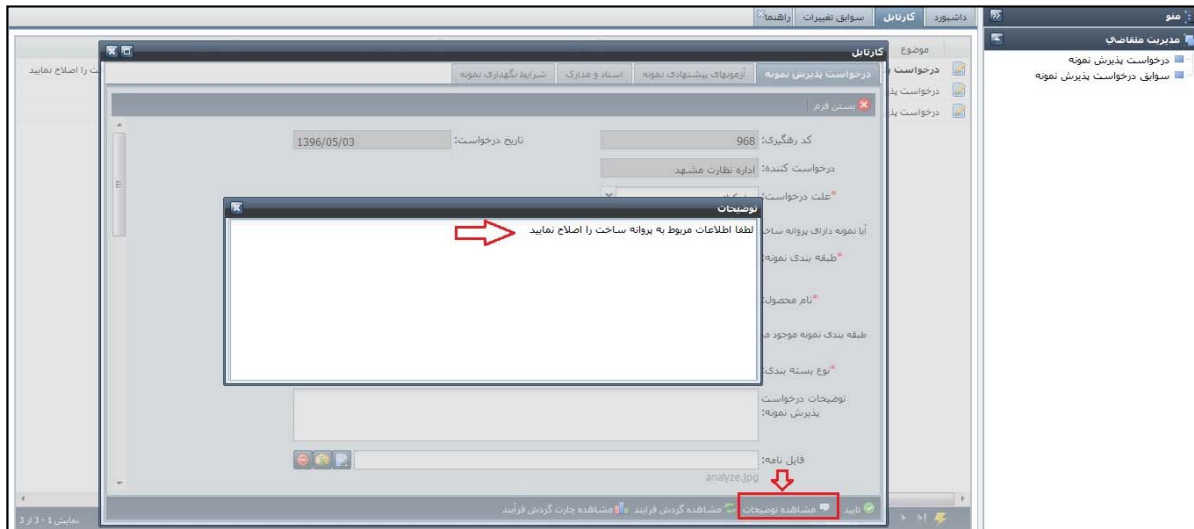 منو
داشبورد
کارتابل
سوابق تغییرات
راهنما
مدیریت متقاضی
درخواست پذیرش نمونه
سوابق درخواست پذیرش نمونه
موضوع
درخواست
درخواست
درخواست
ت را اصلاح نمایید
کارتابل
درخواست پذیرش نمونه
آزمونهای پیشنهادی نمونه
اسناد و مدارک
شرایط نگهداری نمونه
بستن فرم
کد رهگیری: 968
تاریخ درخواست: 1396/05/03
درخواست کننده: اداره نظارت مشهد
*علت درخواست:
توضیحات
لطفا اطلاعات مربوط به پروانه ساخت را اصلاح نمایید
آیا نمونه دارای پروانه ساخ
*طبقه بندی نمونه:
*نام محصول:
طبقه بندی نمونه موجود
*نوع بسته بندی:
توضیحات درخواست
پذیرش نمونه:
فایل نامه:
analyze.jpg
تایید
مشاهده توضیحات
مشاهده گردش فرایند
مشاهده چارت گردش فرآیند
نمایش 1 - 3 از 3